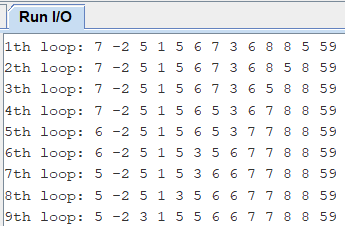 Run I/O
1th loop: 7 -2 5 1 5 6 7 3 6 8 8 5 59
2th loop: 7 -2 5 1 5 6 7 3 6 8 5 8 59
3th loop: 7 -2 5 1 5 6 7 3 6 5 8 8 59
4th loop: 7 -2 5 1 5 6 5 3 6 7 8 8 59
5th loop: 6 -2 5 1 5 6 5 3 7 7 8 8 59
6th loop: 6 -2 5 1 5 3 5 6 7 7 8 8 59
7th loop: 5 -2 5 1 5 3 6 6 7 7 8 8 59
8th loop: 5 -2 5 1 3 5 6 6 7 7 8 8 59
9th loop: 5 -2 3 1 5 5 6 6 7 7 8 8 59